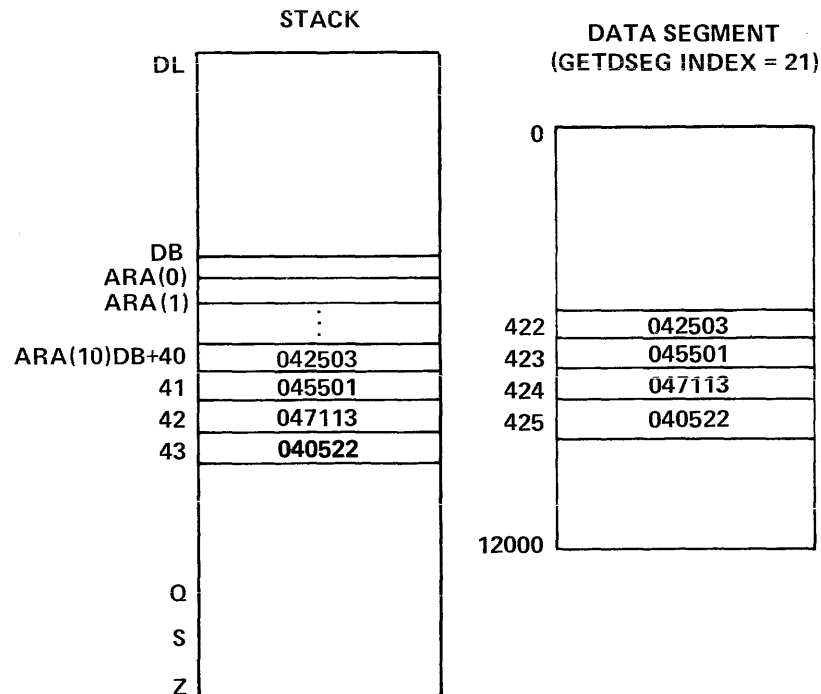 STACK
DL
DB
ARA(0)
ARA(1)
ARA(10)DB+40 042503
41 045501
42 047113
43 040522
Q
S
Z
DATA SEGMENT
(GETDSEG INDEX = 21)
0
422 042503
423 045501
424 047113
425 040522
12000